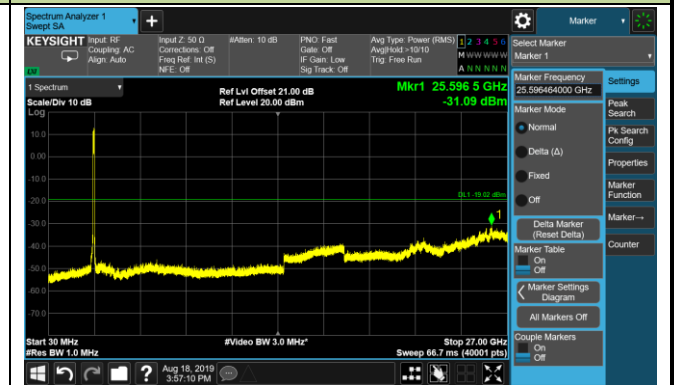 Spectrum Analyzer 1
Swept SA
+
Marker
KEYSIGHT
Input: RF
Coupling: AC
Align: Auto
Input Z: 50 Ω
Corrections: Off
Freq Ref: Int (S)
NFE: Off
#Atten: 10 dB
PNO: Fast
Gate: Off
IF Gain: Low
Sig Track: Off
Avg Type: Power (RMS)
Avg|Hold >10/10
Trig: Free Run
1 2 3 4 5 6
M W W W W W
A N N N N N
Select Marker
Marker 1
1 Spectrum
Scale/Div 10 dB
Log
Ref Lvl Offset 21.00 dB
Ref Level 20.00 dBm
Mkr1 25.596 5 GHz
-31.09 dBm
10.0
0.00
-10.0
-20.0
-30.0
-40.0
-50.0
-60.0
-70.0
DL1 -19.02 dBm
1
Start 30 MHz
#Res BW 1.0 MHz
#Video BW 3.0 MHz*
Stop 27.00 GHz
Sweep 66.7 ms (40001 pts)
Marker Frequency
25.596464000 GHz
Marker Mode
Normal
Delta (Δ)
Fixed
Off
Delta Marker
(Reset Delta)
Marker Table
On
Off
Marker Settings
Diagram
All Markers Off
Couple Markers
On
Off
Settings
Peak
Search
Pk Search
Config
Properties
Marker
Function
Marker→
Counter
?
Aug 18, 2019
3:57:10 PM